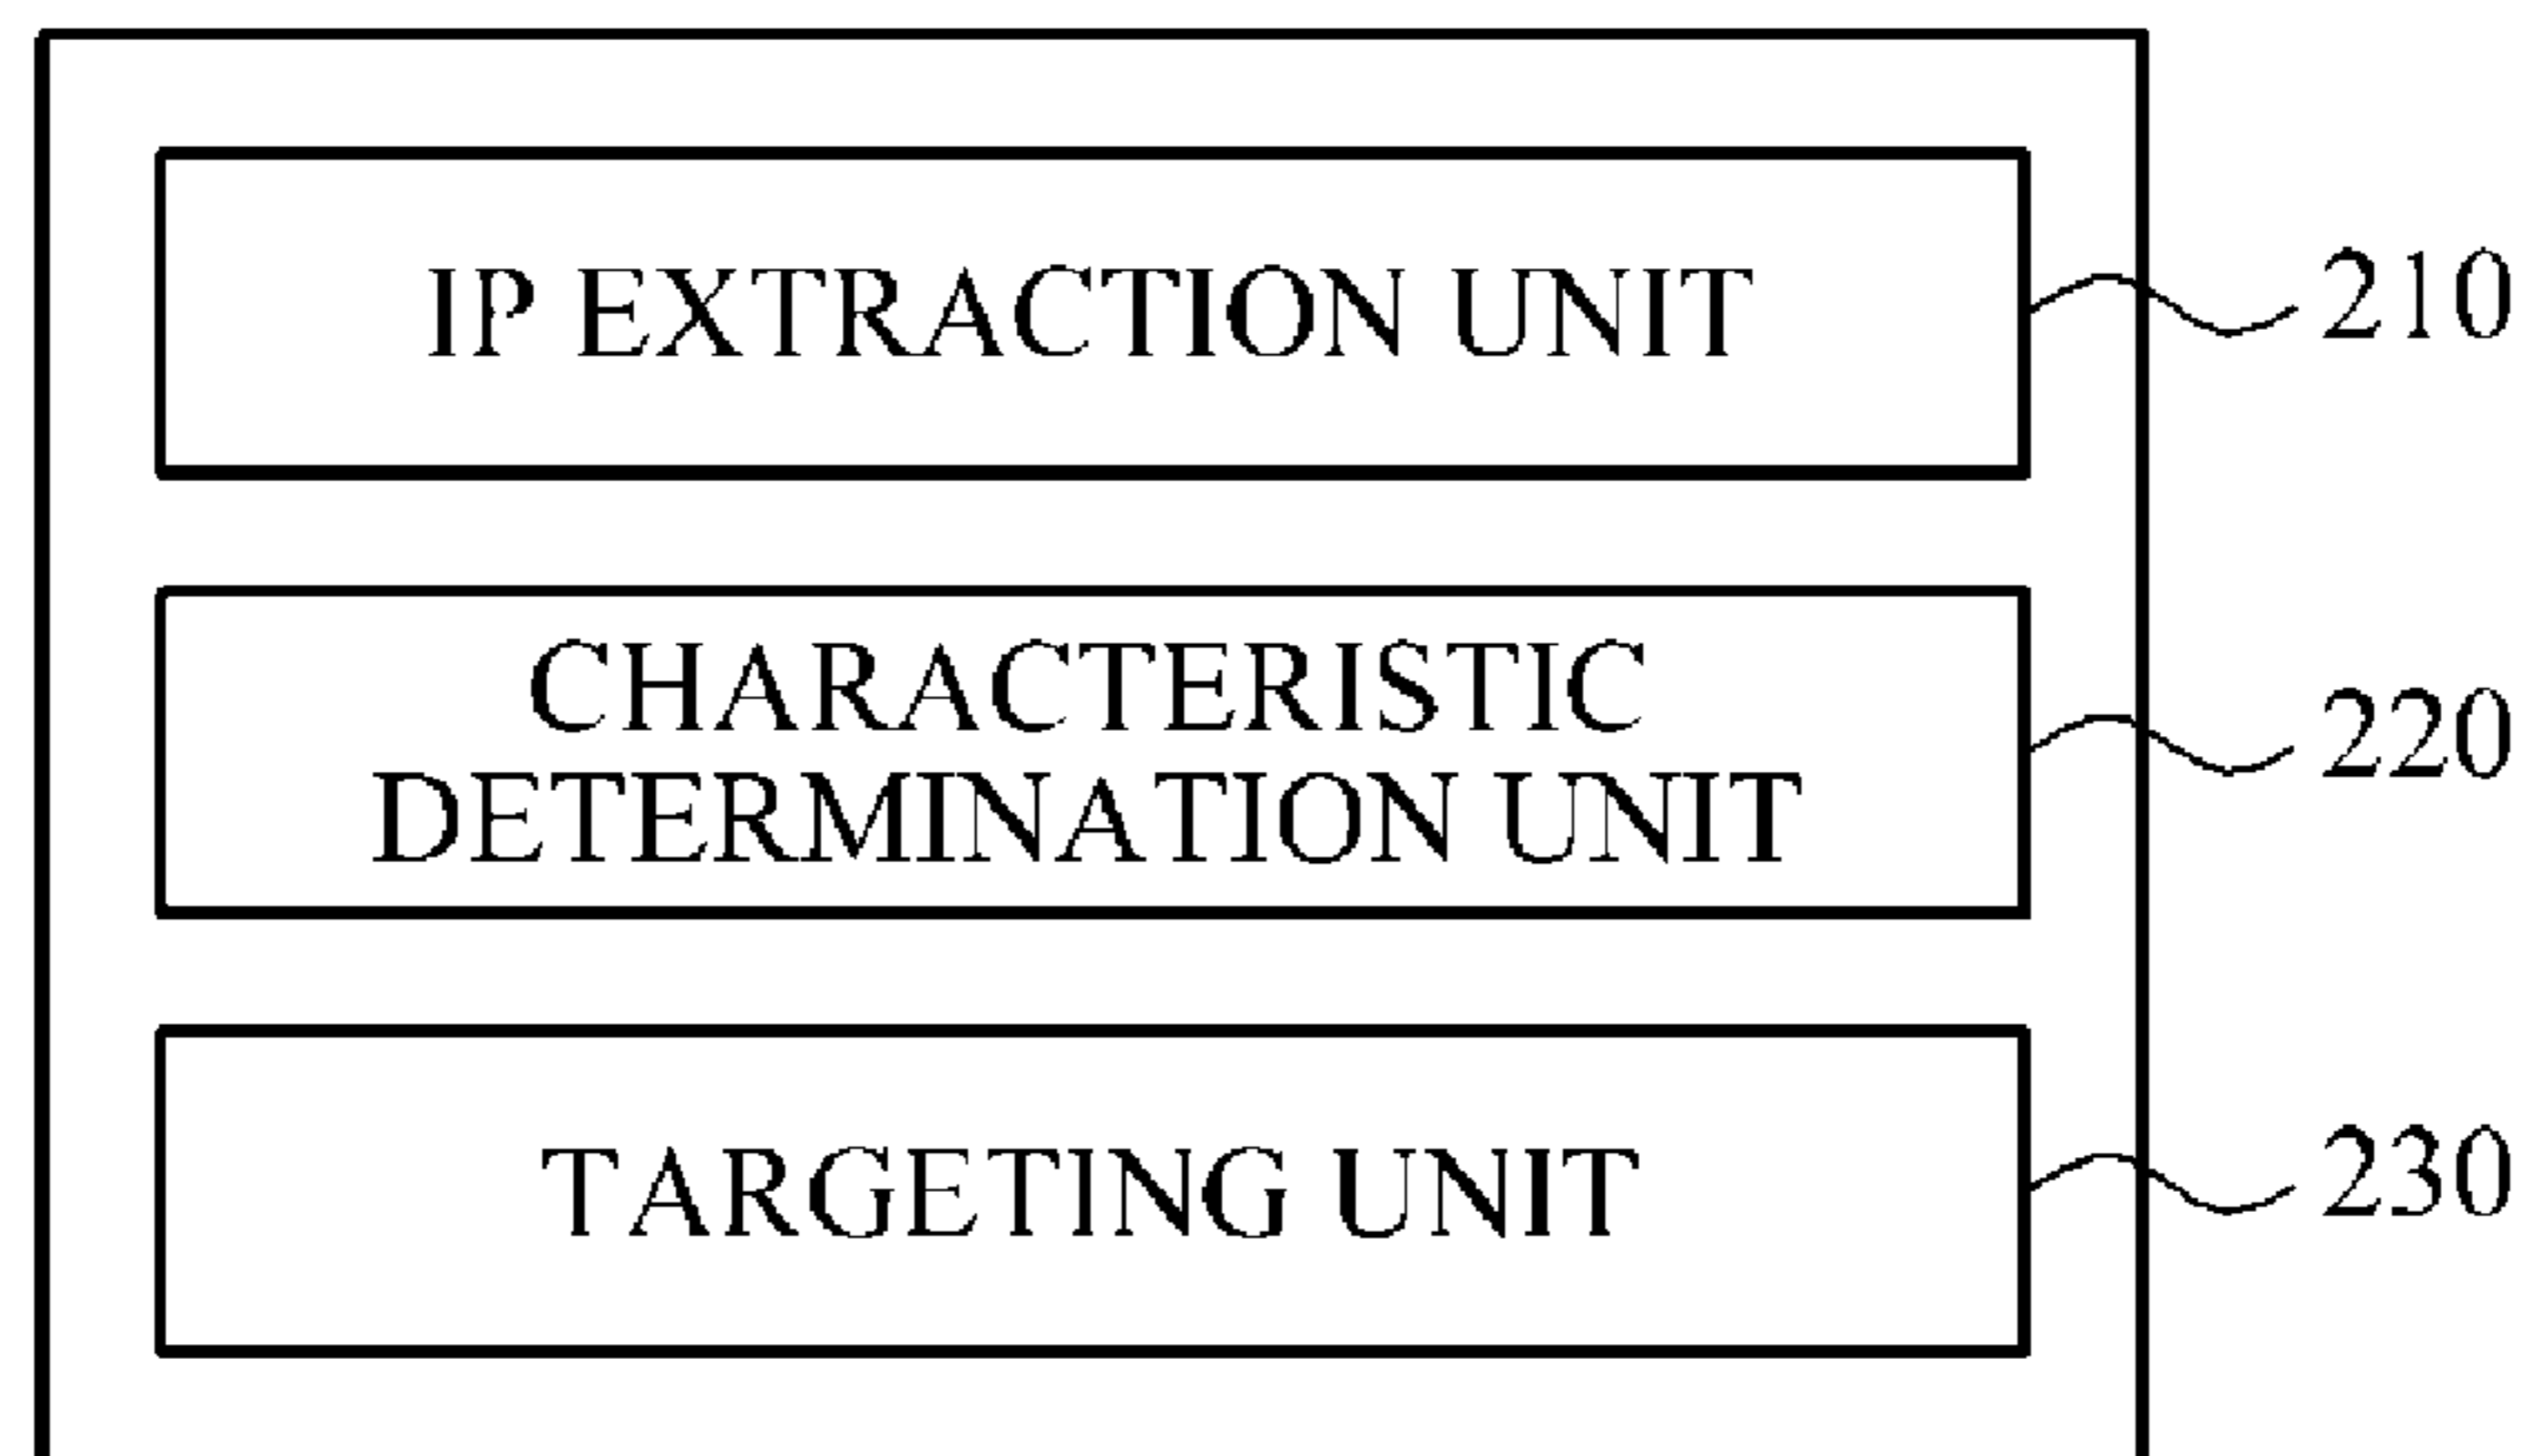 IP EXTRACTION UNIT
210
CHARACTERISTIC
DETERMINATION UNIT
220
TARGETING UNIT
230